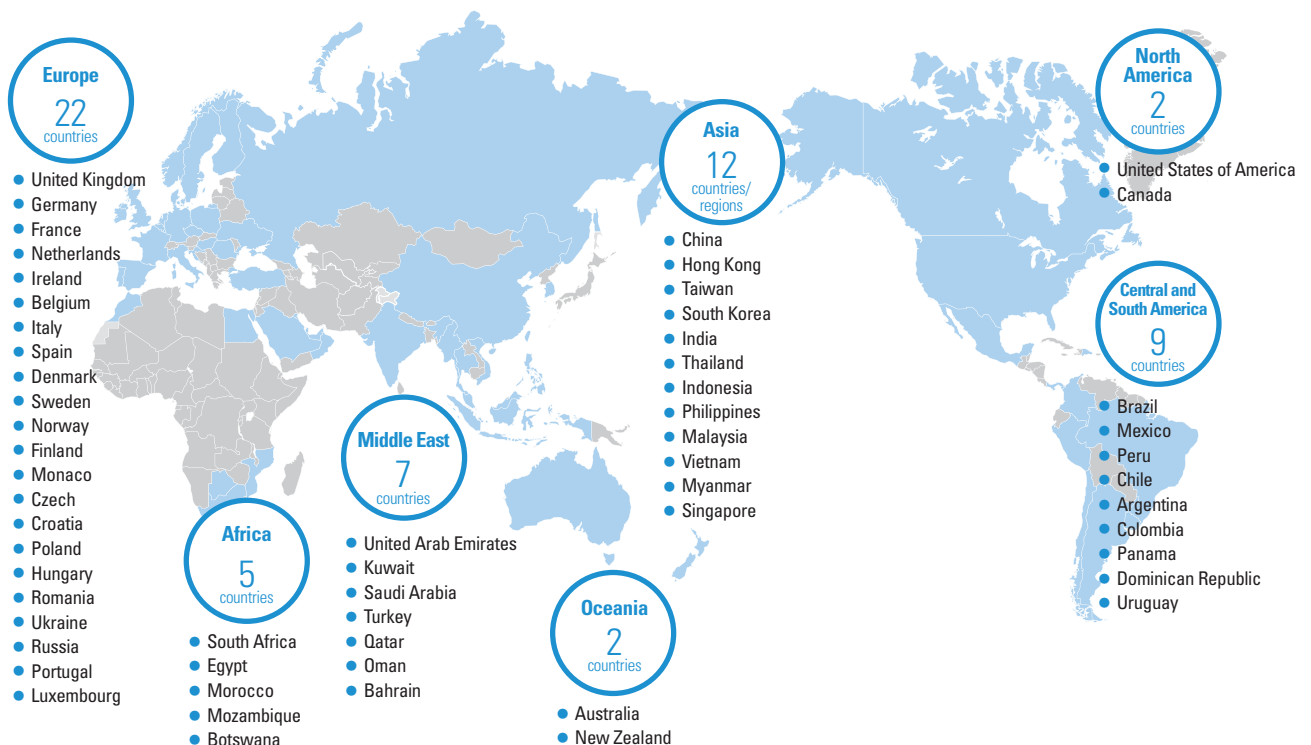 Europe
22
countries
United Kingdom
Germany
France
Netherlands
Ireland
Belgium
Italy
Spain
Denmark
Sweden
Norway
Finland
Monaco
Czech
Croatia
Poland
Hungary
Romania
Ukraine
Russia
Portugal
Luxembourg
Africa
5
countries
South Africa
Egypt
Morocco
Mozambique
Botswana
Middle East
7
countries
United Arab Emirates
Kuwait
Saudi Arabia
Turkey
Qatar
Oman
Bahrain
Oceania
2
countries
Australia
New Zealand
Asia
12
countries/
regions
China
Hong Kong
Taiwan
South Korea
India
Thailand
Indonesia
Philippines
Malaysia
Vietnam
Myanmar
Singapore
North
America
2
countries
United States of America
Canada
Central and
South America
9
countries
Brazil
Mexico
Peru
Chile
Argentina
Colombia
Panama
Dominican Republic
Uruguay